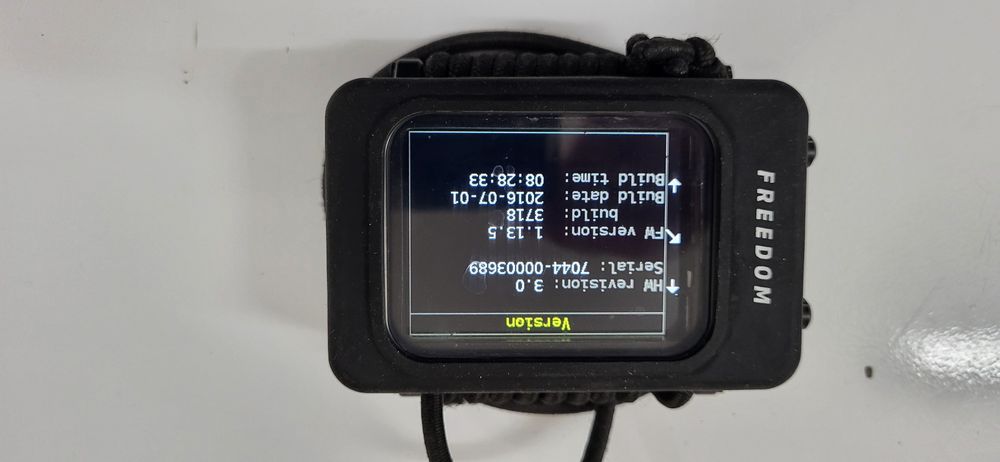 FREEDOM
Version
HW revision: 3.0
Serial: 7044-00003689
FW version: 1.13.5
build: 3718
Build date: 2016-07-01
Build time: 08:28:33